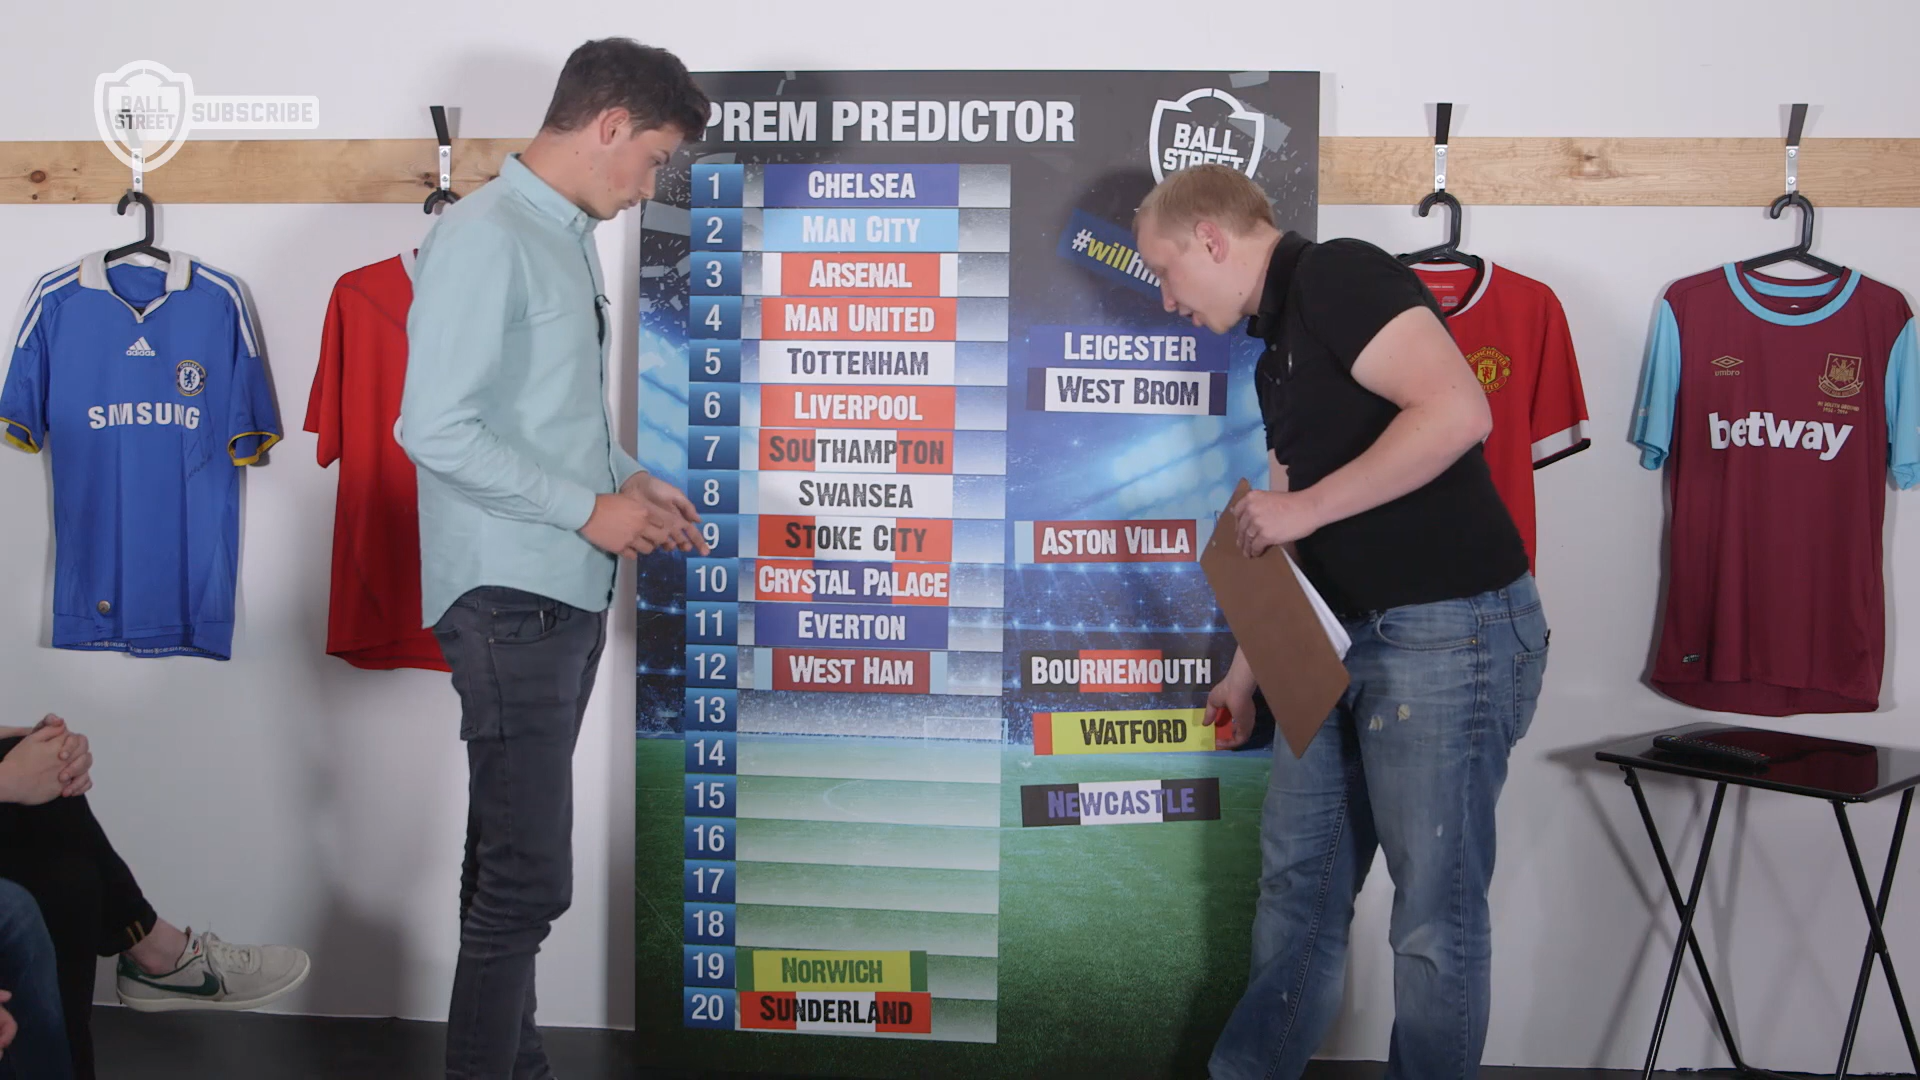 BALL STREET
SUBSCRIBE
PREM PREDICTOR
BALL STREET
1 CHELSEA
2 MAN CITY
3 ARSENAL
4 MAN UNITED
5 TOTTENHAM
6 LIVERPOOL
7 SOUTHAMPTON
8 SWANSEA
9 STOKE CITY
10 CRYSTAL PALACE
11 EVERTON
12 WEST HAM
13
14
15
16
17
18
19 NORWICH
20 SUNDERLAND
#willhi
LEICESTER
WEST BROM
ASTON VILLA
BOURNEMOUTH
WATFORD
NEWCASTLE
adidas
SAMSUNG
umbro
betway